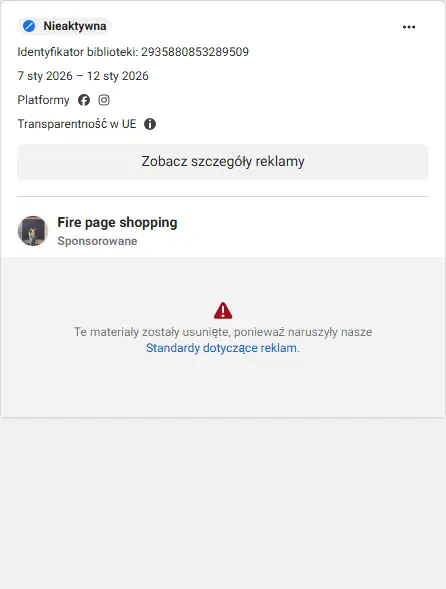 Nieaktywna
Identyfikator biblioteki: 2935880853289509
7 sty 2026 – 12 sty 2026
Platformy
Transparentność w UE
Zobacz szczegóły reklamy
Fire page shopping
Sponsorowane
Te materiały zostały usunięte, ponieważ naruszyły nasze
Standardy dotyczące reklam.